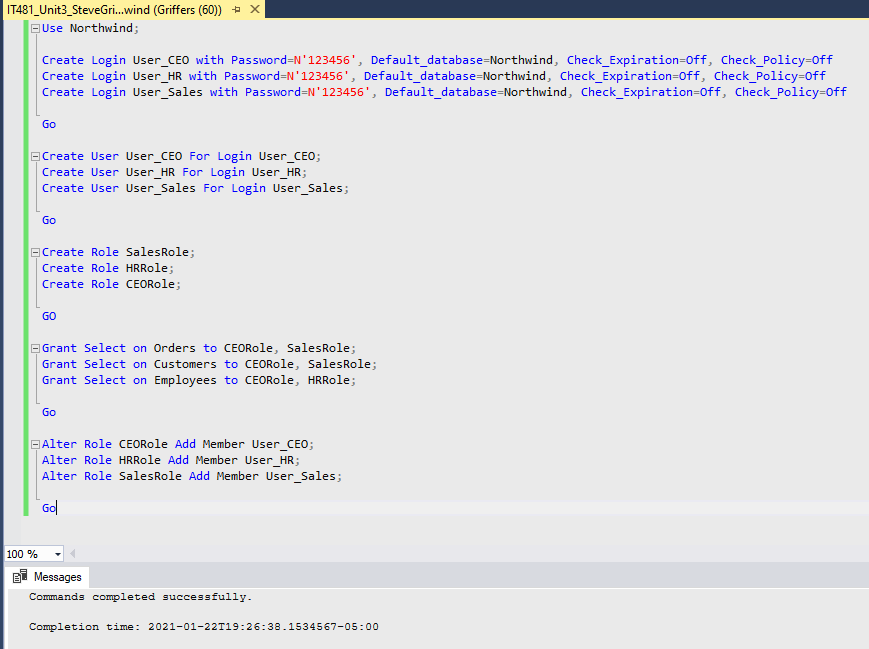 IT481_Unit3_SteveGri...wind (Griffers (60))
Use Northwind;
Create Login User_CEO with Password=N'123456', Default_database=Northwind, Check_Expiration=Off, Check_Policy=Off
Create Login User_HR with Password=N'123456', Default_database=Northwind, Check_Expiration=Off, Check_Policy=Off
Create Login User_Sales with Password=N'123456', Default_database=Northwind, Check_Expiration=Off, Check_Policy=Off
Go
Create User User_CEO For Login User_CEO;
Create User User_HR For Login User_HR;
Create User User_Sales For Login User_Sales;
Go
Create Role SalesRole;
Create Role HRRole;
Create Role CEORole;
GO
Grant Select on Orders to CEORole, SalesRole;
Grant Select on Customers to CEORole, SalesRole;
Grant Select on Employees to CEORole, HRRole;
Go
Alter Role CEORole Add Member User_CEO;
Alter Role HRRole Add Member User_HR;
Alter Role SalesRole Add Member User_Sales;
Go
100 %
Messages
Commands completed successfully.
Completion time: 2021-01-22T19:26:38.1534567-05:00